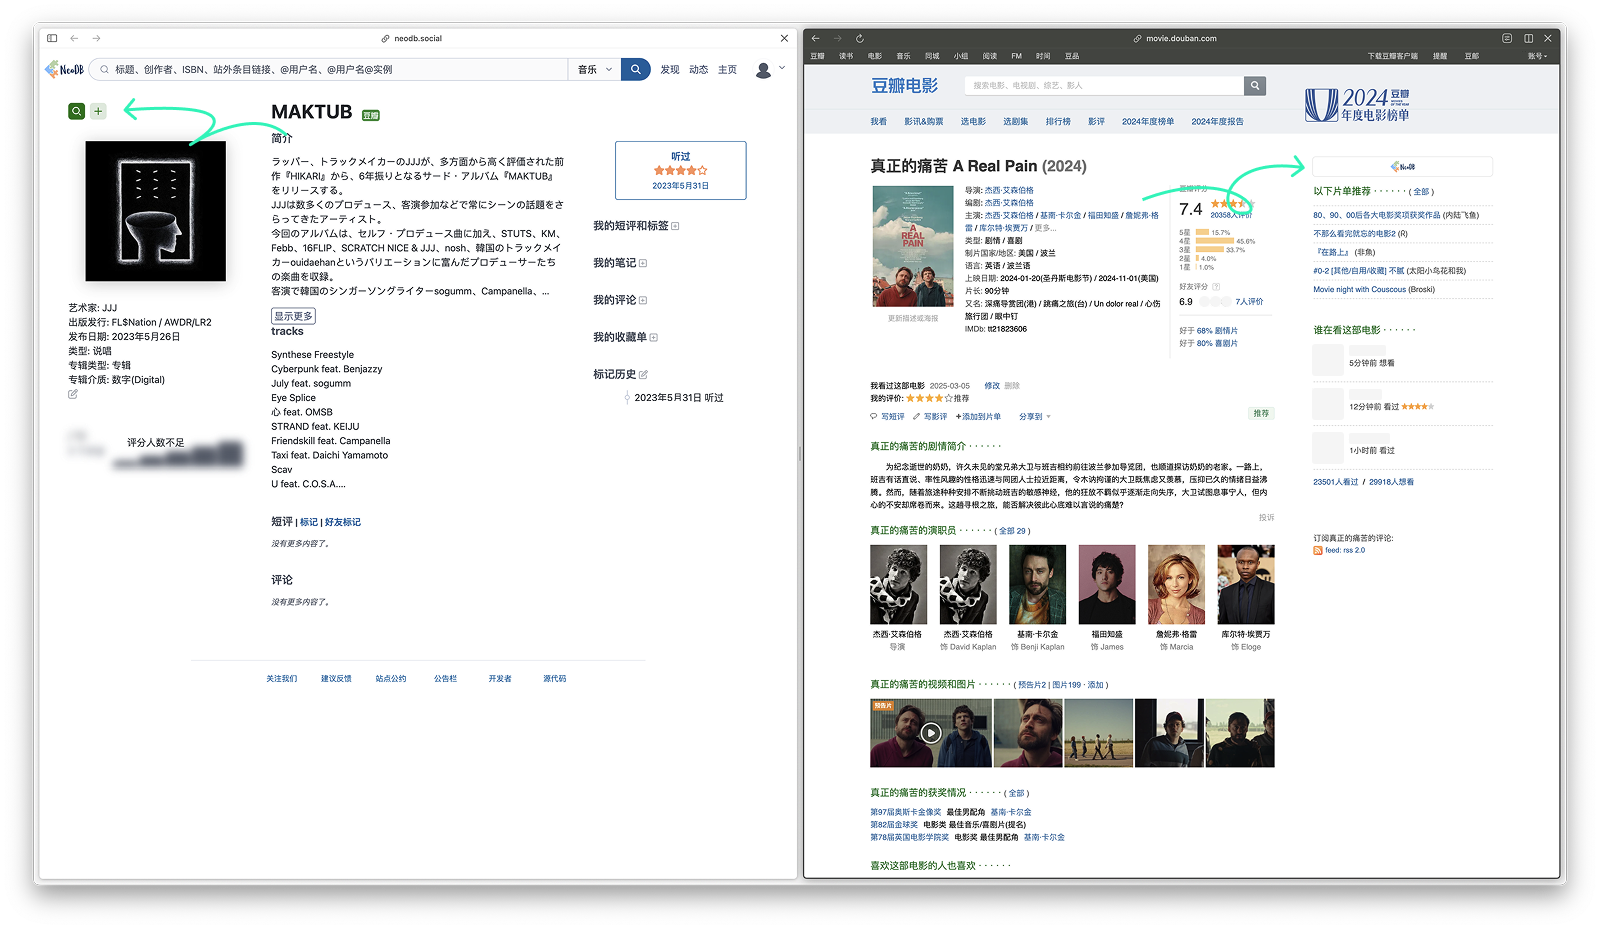 neodb.social
NeoDB
标题、创作者、ISBN、站外条目链接、@用户名、@用户名@实例
音乐
发现 动态 主页
MAKTUB 豆瓣
简介
ラッパー、トラックメイカーのJJJが、多方面から高く評価された前
作『HIKARI』から、6年振りとなるサード・アルバム『MAKTUB』
をリリースする。
JJJは数多くのプロデュース、客演参加などで常にシーンの話題をさ
らってきたアーティスト。
今回のアルバムは、セルフ・プロデュース曲に加え、STUTS、KM、
Febb、16FLIP、SCRATCH NICE & JJJ、nosh、韓国のトラックメイ
カーouidaehanというバリエーションに富んだプロデューサーたち
の楽曲を収録。
客演で韓国のシンガーソングライターsogumm、Campanella、...
显示更多
tracks
Synthese Freestyle
Cyberpunk feat. Benjazzy
July feat. sogumm
Eye Splice
心 feat. OMSB
STRAND feat. KEIJU
Friendskill feat. Campanella
Taxi feat. Daichi Yamamoto
Scav
U feat. C.O.S.A....
艺术家: JJJ
出版发行: FL$Nation / AWDR/LR2
发布日期: 2023年5月26日
类型: 说唱
专辑类型: 专辑
专辑介质: 数字(Digital)
评分人数不足
短评 | 标记 | 好友标记
没有更多内容了。
评论
没有更多内容了。
听过
2023年5月31日
我的短评和标签
我的笔记
我的评论
我的收藏单
标记历史
2023年5月31日 听过
关注我们 建议反馈 站点公约 公告栏 开发者 源代码
movie.douban.com
豆瓣 读书 电影 音乐 同城 小组 阅读 FM 时间 豆品
下载豆瓣客户端 提醒 豆邮 账号
豆瓣电影
搜索电影、电视剧、综艺、影人
我看 影讯&购票 选电影 选剧集 排行榜 影评 2024年度榜单 2024年度报告
2024 豆瓣
MOVIE OF THE YEAR
年度电影榜单
真正的痛苦 A Real Pain (2024)
A
REAL
PAIN
更新描述或海报
导演: 杰西·艾森伯格
编剧: 杰西·艾森伯格
主演: 杰西·艾森伯格 / 基南·卡尔金 / 福田知盛 / 詹妮弗·格
雷 / 库尔特·埃贾万 / 更多...
类型: 剧情 / 喜剧
制片国家/地区: 美国 / 波兰
语言: 英语 / 波兰语
上映日期: 2024-01-20(圣丹斯电影节) / 2024-11-01(美国)
片长: 90分钟
又名: 深痛导赏团(港) / 跳痛之旅(台) / Un dolor real / 心伤
旅行团 / 眼中钉
IMDb: tt21823606
豆瓣评分
7.4
20358人评价
5星 15.7%
4星 45.6%
3星 33.7%
2星 4.0%
1星 1.0%
好友评分
6.9 7人评价
好于 68% 剧情片
好于 80% 喜剧片
我看过这部电影 2025-03-05 修改 删除
我的评价: 推荐
写短评 写影评 +添加到片单 分享到
推荐
真正的痛苦的剧情简介 · · · · · ·
为纪念逝世的奶奶，许久未见的堂兄弟大卫与班吉相约前往波兰参加导览团，也顺道探访奶奶的老家。一路上，
班吉有话直说、率性风趣的性格迅速与同团人士拉近距离，令木讷拘谨的大卫既焦虑又羡慕，压抑已久的情绪日益沸
腾。然而，随着旅途种种安排不断挑动班吉的敏感神经，他的狂放不羁似乎逐渐走向失序，大卫试图息事宁人，但内
心的不安却席卷而来。这趟寻根之旅，能否解决彼此心底难以言说的痛楚？
投诉
真正的痛苦的演职员 · · · · · · ( 全部 29 )
杰西·艾森伯格 杰西·艾森伯格 基南·卡尔金 福田知盛 詹妮弗·格雷 库尔特·埃贾万
导演 饰 David Kaplan 饰 Benji Kaplan 饰 James 饰 Marcia 饰 Eloge
真正的痛苦的视频和图片 · · · · · · ( 预告片2 | 图片199 · 添加 )
预告片
真正的痛苦的获奖情况 · · · · · · ( 全部 )
第97届奥斯卡金像奖 最佳男配角 基南·卡尔金
第82届金球奖 电影类 最佳音乐/喜剧片(提名)
第78届英国电影学院奖 电影奖 最佳男配角 基南·卡尔金
喜欢这部电影的人也喜欢 · · · · · ·
NeoDB
以下片单推荐 · · · · · · ( 全部 )
80、90、00后各大电影奖项获奖作品 (内陆飞鱼)
不那么看完就忘的电影2 (R)
『在路上』 (非魚)
#0-2 [其他/自用/收藏] 不腻 (太阳小鸟花和我)
Movie night with Couscous (Broski)
谁在看这部电影 · · · · · ·
5分钟前 想看
12分钟前 看过
1小时前 看过
23501人看过 / 29918人想看
订阅真正的痛苦的评论:
feed: rss 2.0